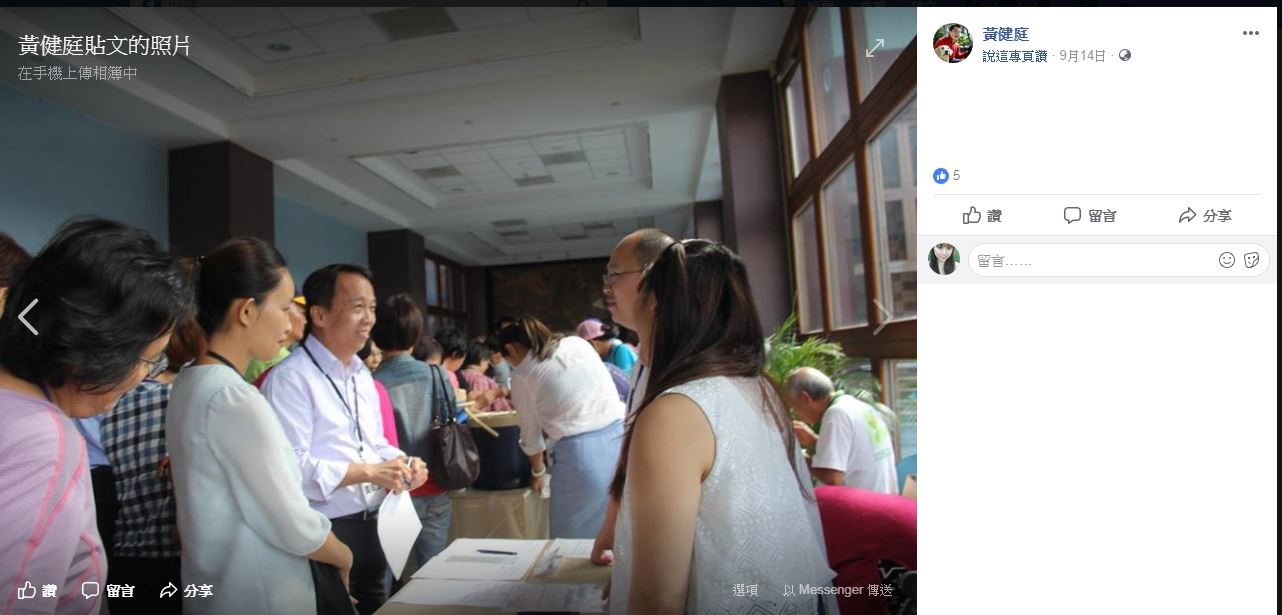 黃健庭貼文的照片
在手機上傳相簿中
讚 留言 分享
選項 以 Messenger 傳送
黃健庭
說這專頁讚 · 9月14日 ·
5
讚 留言 分享
留言……